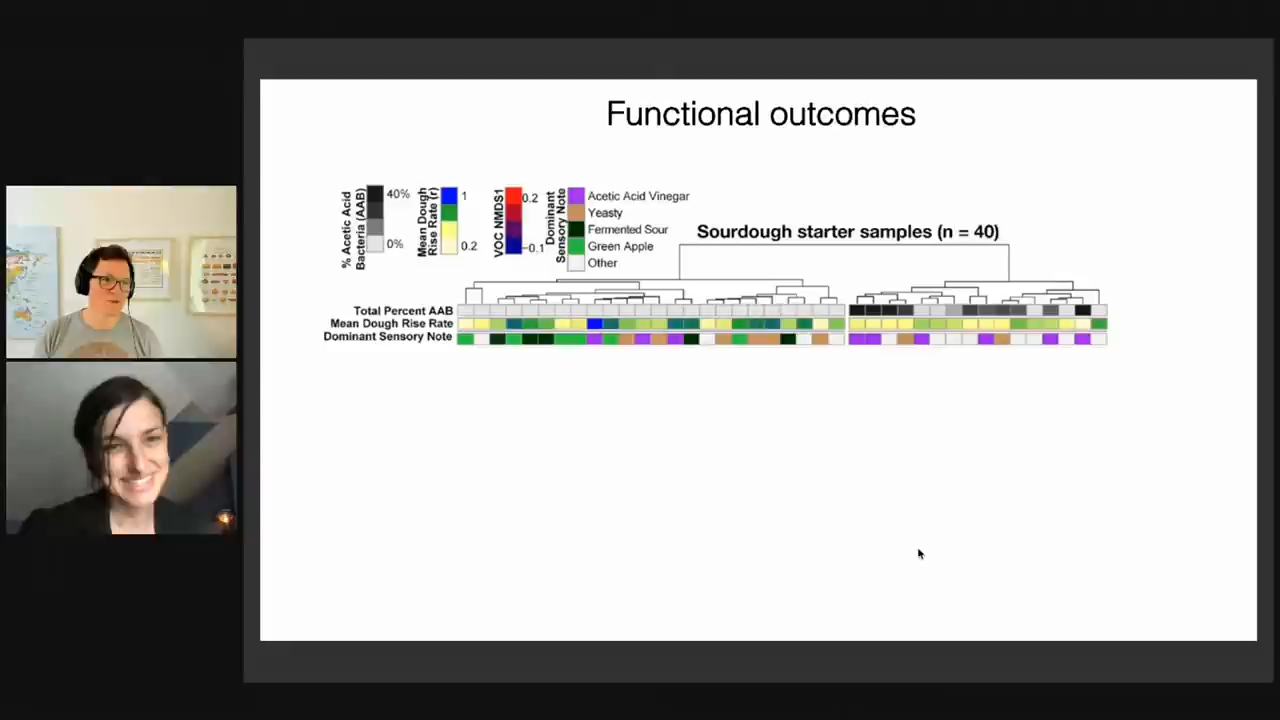 Functional outcomes
% Acetic Acid
Bacteria (AAB)
40%
0%
Mean Dough
Rise Rate (r)
1
0.2
VOC NMDS1
0.2
-0.1
Dominant
Sensory Note
Acetic Acid Vinegar
Yeasty
Fermented Sour
Green Apple
Other
Sourdough starter samples (n = 40)
Total Percent AAB
Mean Dough Rise Rate
Dominant Sensory Note